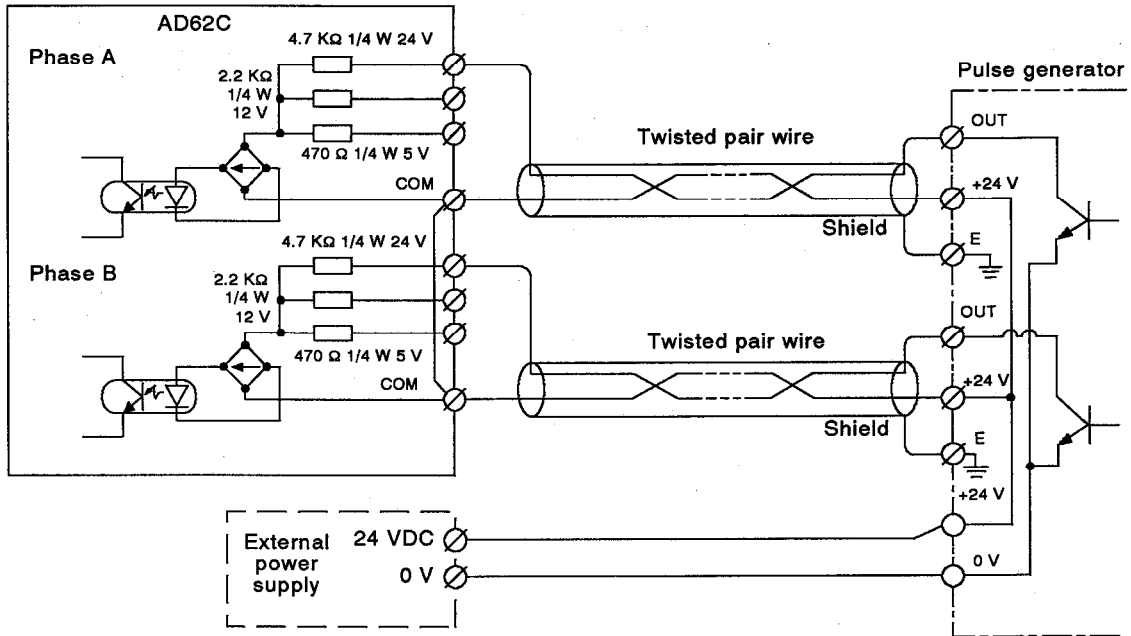 AD62C
Phase A
4.7 KΩ 1/4 W 24 V
2.2 KΩ
1/4 W
12 V
470 Ω 1/4 W 5 V
COM
Twisted pair wire
Shield
Pulse generator
OUT
+24 V
E
Phase B
4.7 KΩ 1/4 W 24 V
2.2 KΩ
1/4 W
12 V
470 Ω 1/4 W 5 V
COM
Twisted pair wire
Shield
OUT
+24 V
E
+24 V
0 V
External
power
supply
24 VDC
0 V